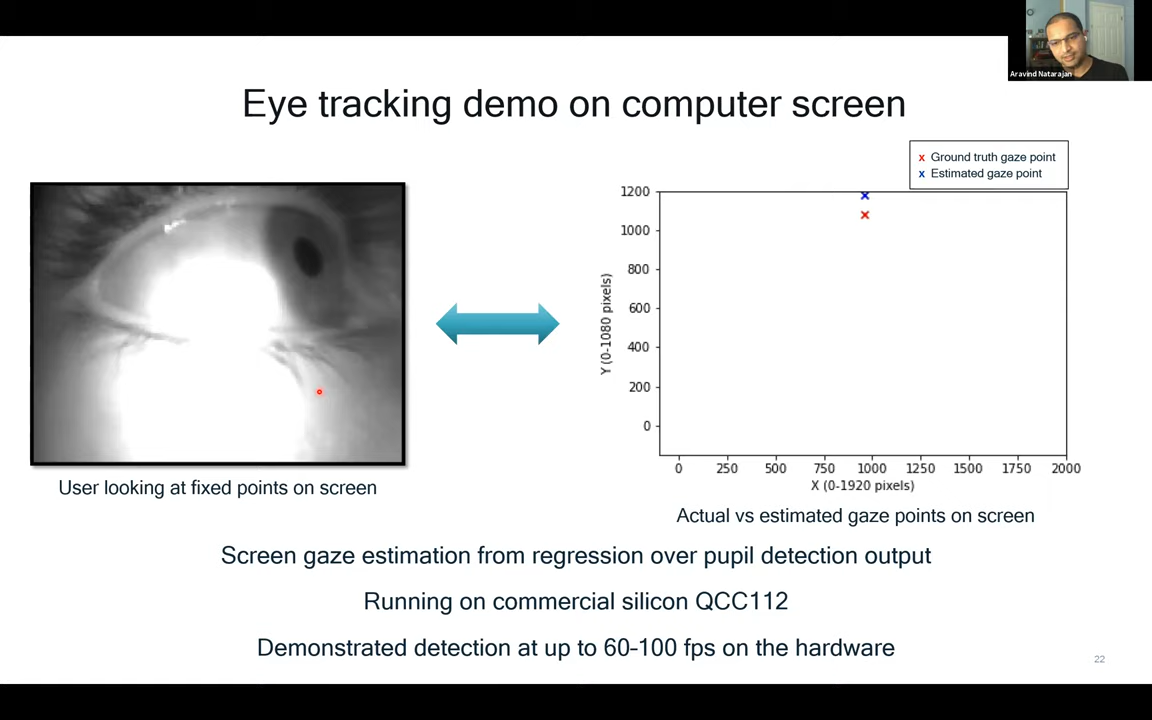 Aravind Natarajan
Eye tracking demo on computer screen
x Ground truth gaze point
x Estimated gaze point
1200
1000
800
600
400
200
0
Y (0-1080 pixels)
0 250 500 750 1000 1250 1500 1750 2000
X (0-1920 pixels)
User looking at fixed points on screen
Actual vs estimated gaze points on screen
Screen gaze estimation from regression over pupil detection output
Running on commercial silicon QCC112
Demonstrated detection at up to 60-100 fps on the hardware
22